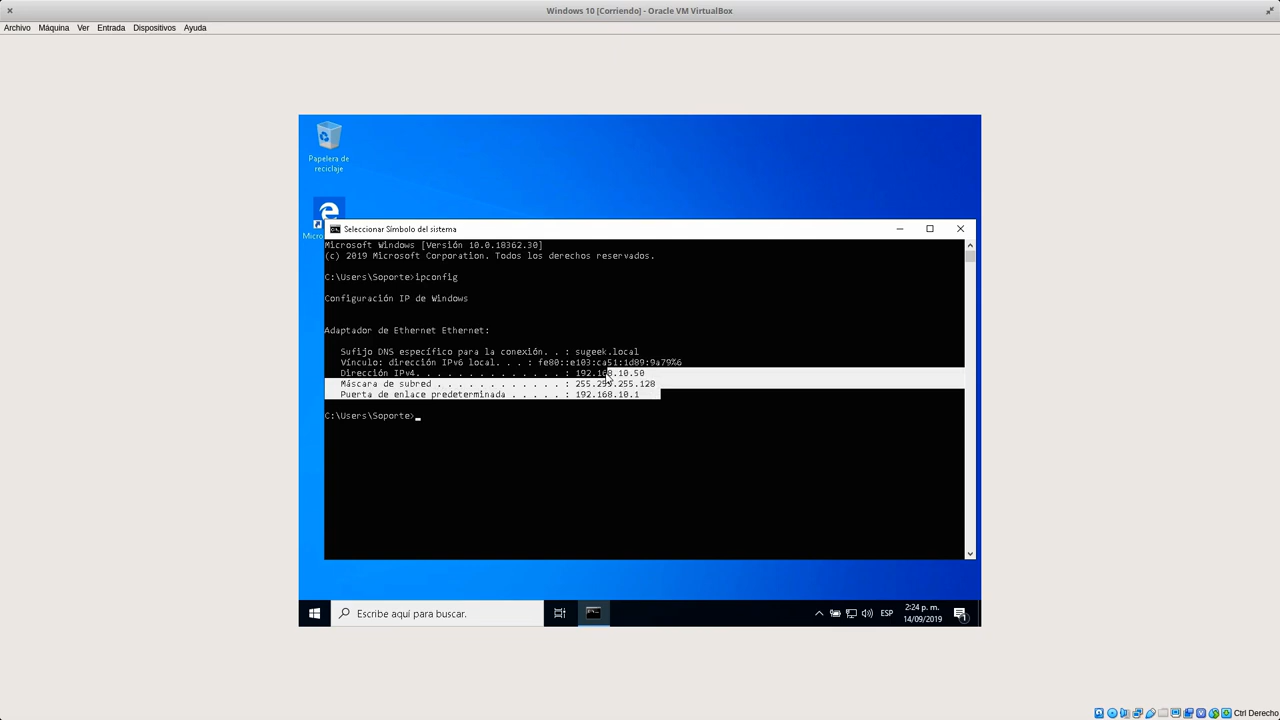 Windows 10 [Corriendo] - Oracle VM VirtualBox
Archivo Máquina Ver Entrada Dispositivos Ayuda
Papelera de
reciclaje
Micro
Seleccionar Símbolo del sistema
Microsoft Windows [Versión 10.0.18362.30]
(c) 2019 Microsoft Corporation. Todos los derechos reservados.
C:\Users\Soporte>ipconfig
Configuración IP de Windows
Adaptador de Ethernet Ethernet:
Sufijo DNS específico para la conexión. . : sugeek.local
Vínculo: dirección IPv6 local. . . : fe80::e103:ca51:1d89:9a79%6
Dirección IPv4. . . . . . . . . . . . . . : 192.168.10.50
Máscara de subred . . . . . . . . . . . . : 255.255.255.128
Puerta de enlace predeterminada . . . . . : 192.168.10.1
C:\Users\Soporte>
Escribe aquí para buscar.
ESP
2:24 p. m.
14/09/2019
1
Ctrl Derecho